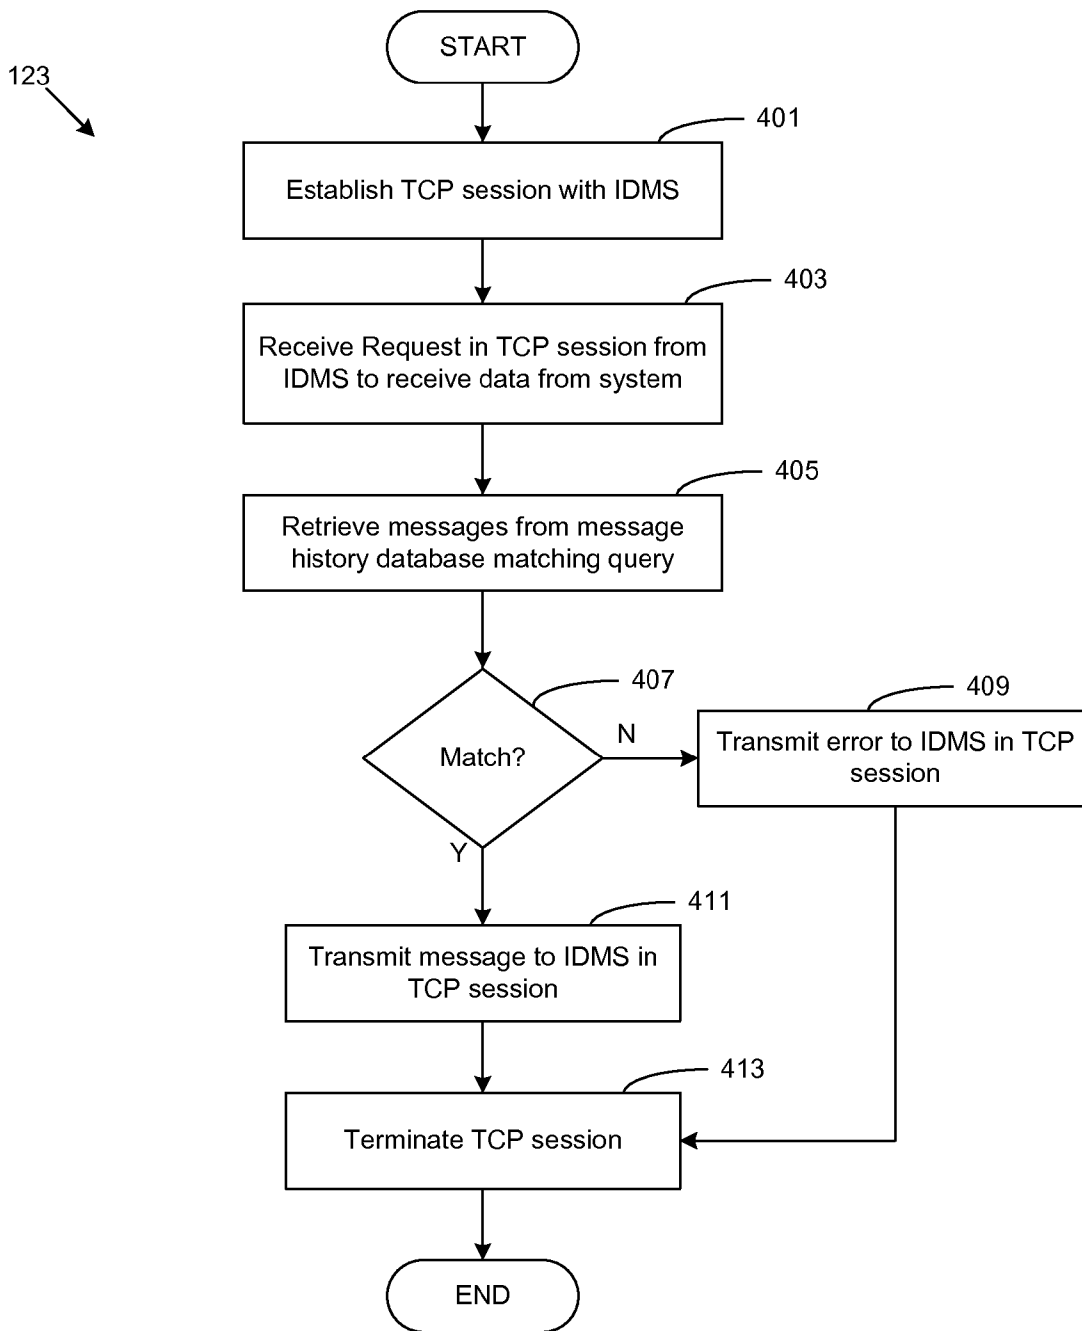 START
123
401
Establish TCP session with IDMS
403
Receive Request in TCP session from
IDMS to receive data from system
405
Retrieve messages from message
history database matching query
407
409
Match?
N
Transmit error to IDMS in TCP
session
Y
411
Transmit message to IDMS in
TCP session
413
Terminate TCP session
END